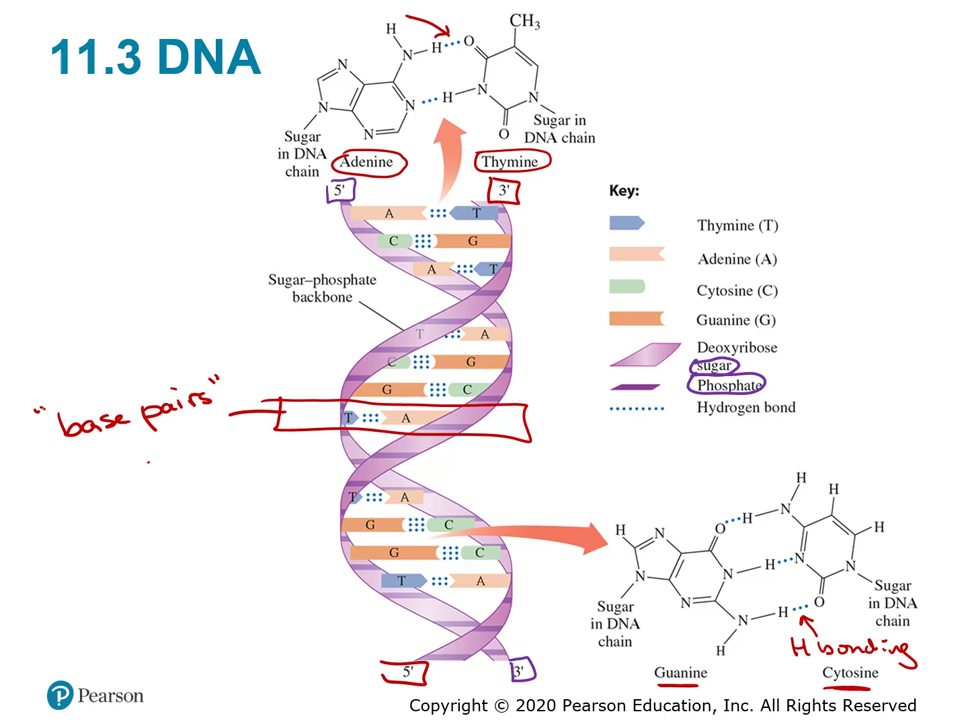 11.3 DNA
H
N
H
O
CH₃
N
N
N
N
H
N
N
O
Sugar
in DNA
chain
Sugar in
DNA chain
Adenine
Thymine
5'
3'
A
T
C
G
A
T
Sugar–phosphate
backbone
T
A
C
G
G
C
"base pairs"
T
A
T
A
G
C
G
C
T
A
5'
3'
Key:
Thymine (T)
Adenine (A)
Cytosine (C)
Guanine (G)
Deoxyribose
sugar
Phosphate
Hydrogen bond
H
N
O
H
N
H
H
H
N
N
N
H
N
N
O
N
H
H
Sugar
in DNA
chain
Sugar
in DNA
chain
H bonding
Guanine
Cytosine
P Pearson
Copyright © 2020 Pearson Education, Inc. All Rights Reserved